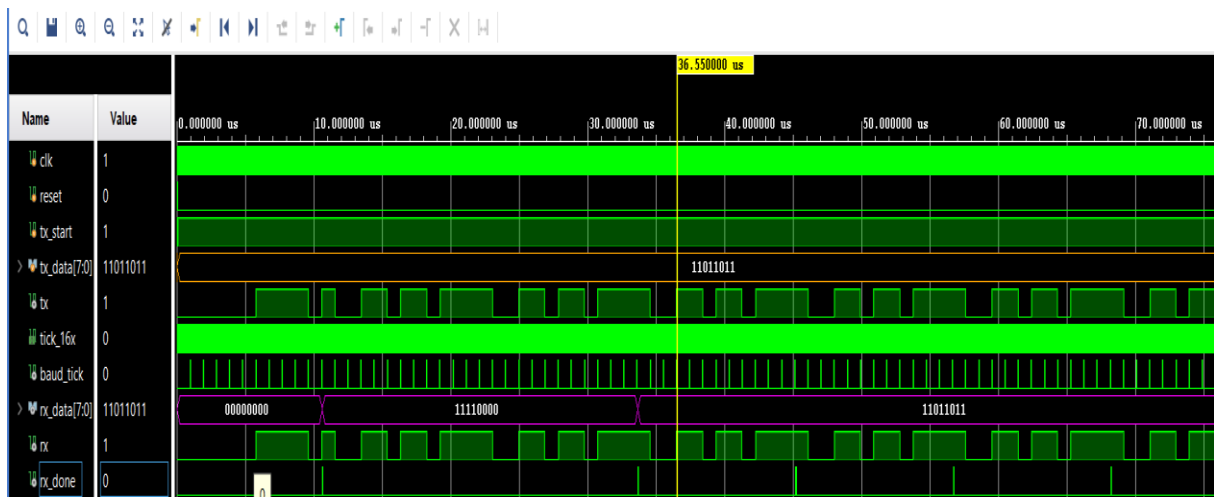 36.550000 us
Name Value
0.000000 us 10.000000 us 20.000000 us 30.000000 us 40.000000 us 50.000000 us 60.000000 us 70.000000 us
clk 1
reset 0
tx_start 1
tx_data[7:0] 11011011 11011011
tx 1
tick_16x 0
baud_tick 0
rx_data[7:0] 11011011 00000000 11110000 11011011
rx 1
rx_done 0
0